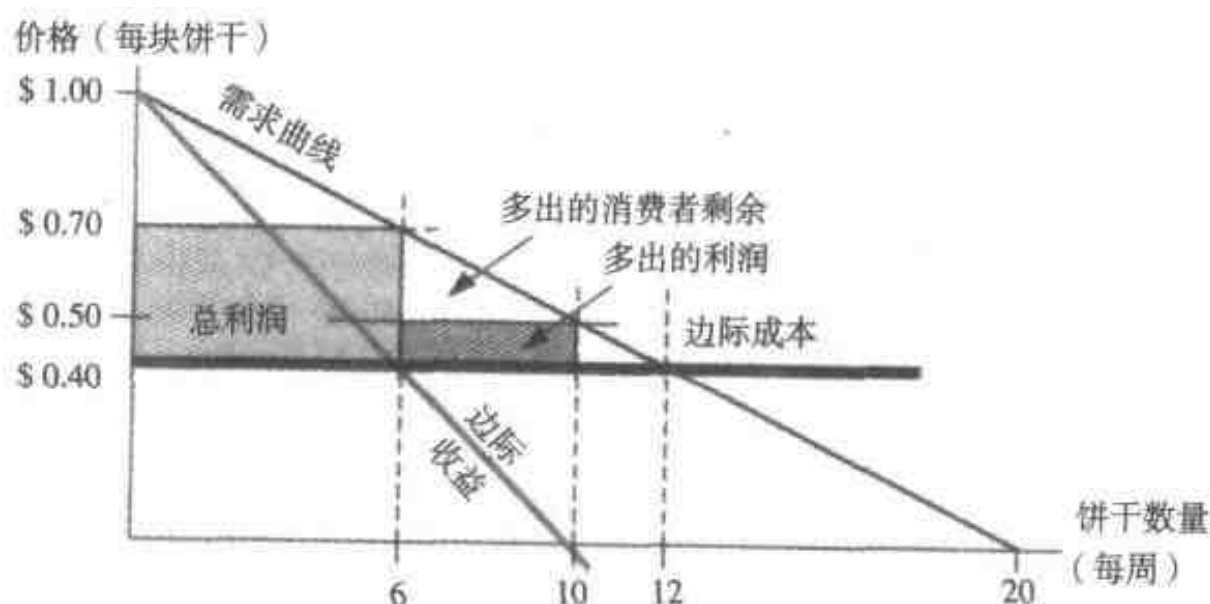 价格（每块饼干）
$ 1.00
需求曲线
$ 0.70
多出的消费者剩余
多出的利润
$ 0.50
总利润
边际成本
$ 0.40
边际
收益
饼干数量
（每周）
6
10
12
20